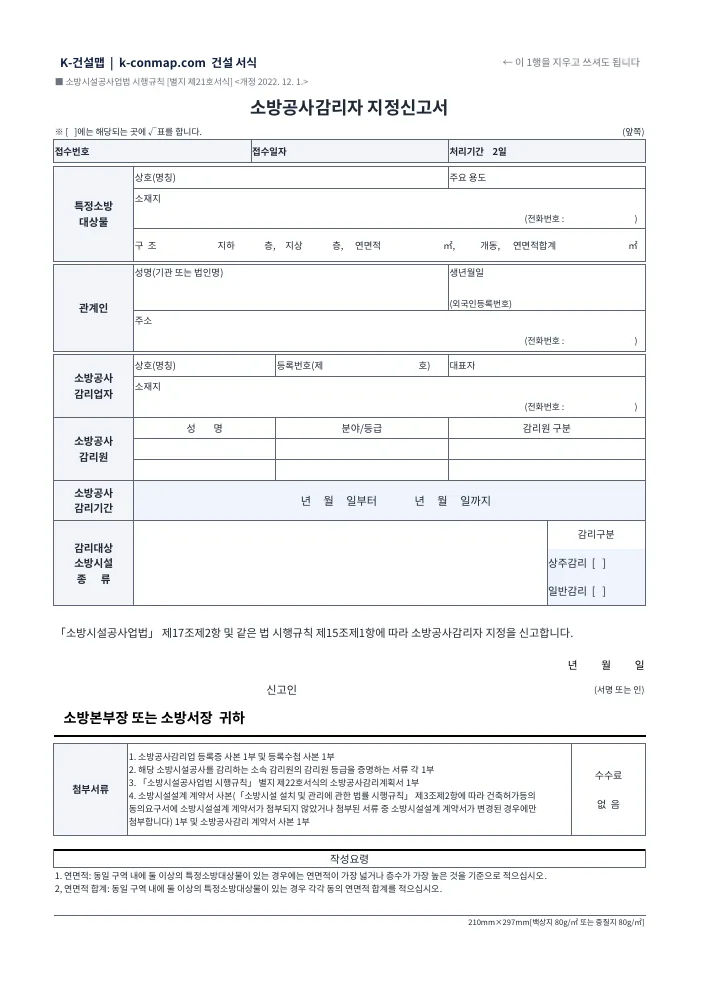 K-건설맵 | k-conmap.com 건설 서식
← 이 1행을 지우고 쓰셔도 됩니다
■ 소방시설공사업법 시행규칙 [별지 제21호서식] <개정 2022. 12. 1.>
소방공사감리자 지정신고서
※ [ ]에는 해당되는 곳에 √표를 합니다.
(앞쪽)
접수번호
접수일자
처리기간 2일
특정소방
대상물
상호(명칭)
주요 용도
소재지
(전화번호 : )
구 조 지하 층, 지상 층, 연면적 ㎡, 개동, 연면적합계 ㎡
관계인
성명(기관 또는 법인명)
생년월일
(외국인등록번호)
주소
(전화번호 : )
소방공사
감리업자
상호(명칭)
등록번호(제 호)
대표자
소재지
(전화번호 : )
소방공사
감리원
성 명
분야/등급
감리원 구분
소방공사
감리기간
년 월 일부터 년 월 일까지
감리대상
소방시설
종 류
감리구분
상주감리 [ ]
일반감리 [ ]
「소방시설공사업법」 제17조제2항 및 같은 법 시행규칙 제15조제1항에 따라 소방공사감리자 지정을 신고합니다.
년 월 일
신고인
(서명 또는 인)
소방본부장 또는 소방서장 귀하
첨부서류
1. 소방공사감리업 등록증 사본 1부 및 등록수첩 사본 1부
2. 해당 소방시설공사를 감리하는 소속 감리원의 감리원 등급을 증명하는 서류 각 1부
3. 「소방시설공사업법 시행규칙」 별지 제22호서식의 소방공사감리계획서 1부
4. 소방시설설계 계약서 사본(「소방시설 설치 및 관리에 관한 법률 시행규칙」 제3조제2항에 따라 건축허가등의
동의요구서에 소방시설설계 계약서가 첨부되지 않았거나 첨부된 서류 중 소방시설설계 계약서가 변경된 경우에만
첨부합니다) 1부 및 소방공사감리 계약서 사본 1부
수수료
없 음
작성요령
1. 연면적: 동일 구역 내에 둘 이상의 특정소방대상물이 있는 경우에는 연면적이 가장 넓거나 층수가 가장 높은 것을 기준으로 적으십시오.
2, 연면적 합계: 동일 구역 내에 둘 이상의 특정소방대상물이 있는 경우 각각 동의 연면적 합계를 적으십시오.
210mm×297mm[백상지 80g/㎡ 또는 중질지 80g/㎡]